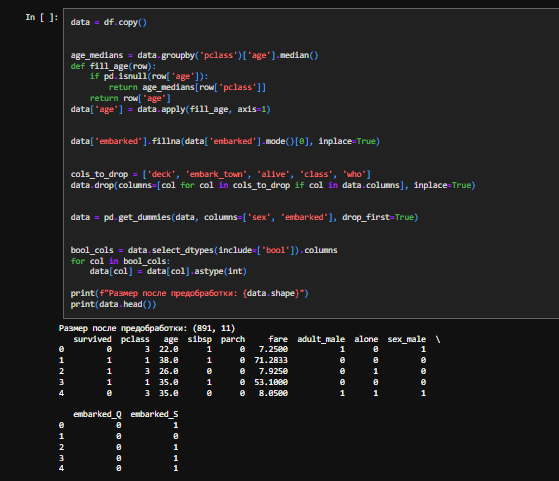 In [ ]:
data = df.copy()
age_medians = data.groupby('pclass')['age'].median()
def fill_age(row):
    if pd.isnull(row['age']):
        return age_medians[row['pclass']]
    return row['age']
data['age'] = data.apply(fill_age, axis=1)
data['embarked'].fillna(data['embarked'].mode()[0], inplace=True)
cols_to_drop = ['deck', 'embark_town', 'alive', 'class', 'who']
data.drop(columns=[col for col in cols_to_drop if col in data.columns], inplace=True)
data = pd.get_dummies(data, columns=['sex', 'embarked'], drop_first=True)
bool_cols = data.select_dtypes(include=['bool']).columns
for col in bool_cols:
    data[col] = data[col].astype(int)
print(f"Размер после предобработки: {data.shape}")
print(data.head())
Размер после предобработки: (891, 11)
   survived  pclass   age  sibsp  parch     fare  adult_male  alone  sex_male  \
0         0       3  22.0      1      0   7.2500           1      0         1
1         1       1  38.0      1      0  71.2833           0      0         0
2         1       3  26.0      0      0   7.9250           0      1         0
3         1       1  35.0      1      0  53.1000           0      0         0
4         0       3  35.0      0      0   8.0500           1      1         1
   embarked_Q  embarked_S
0           0           1
1           0           0
2           0           1
3           0           1
4           0           1